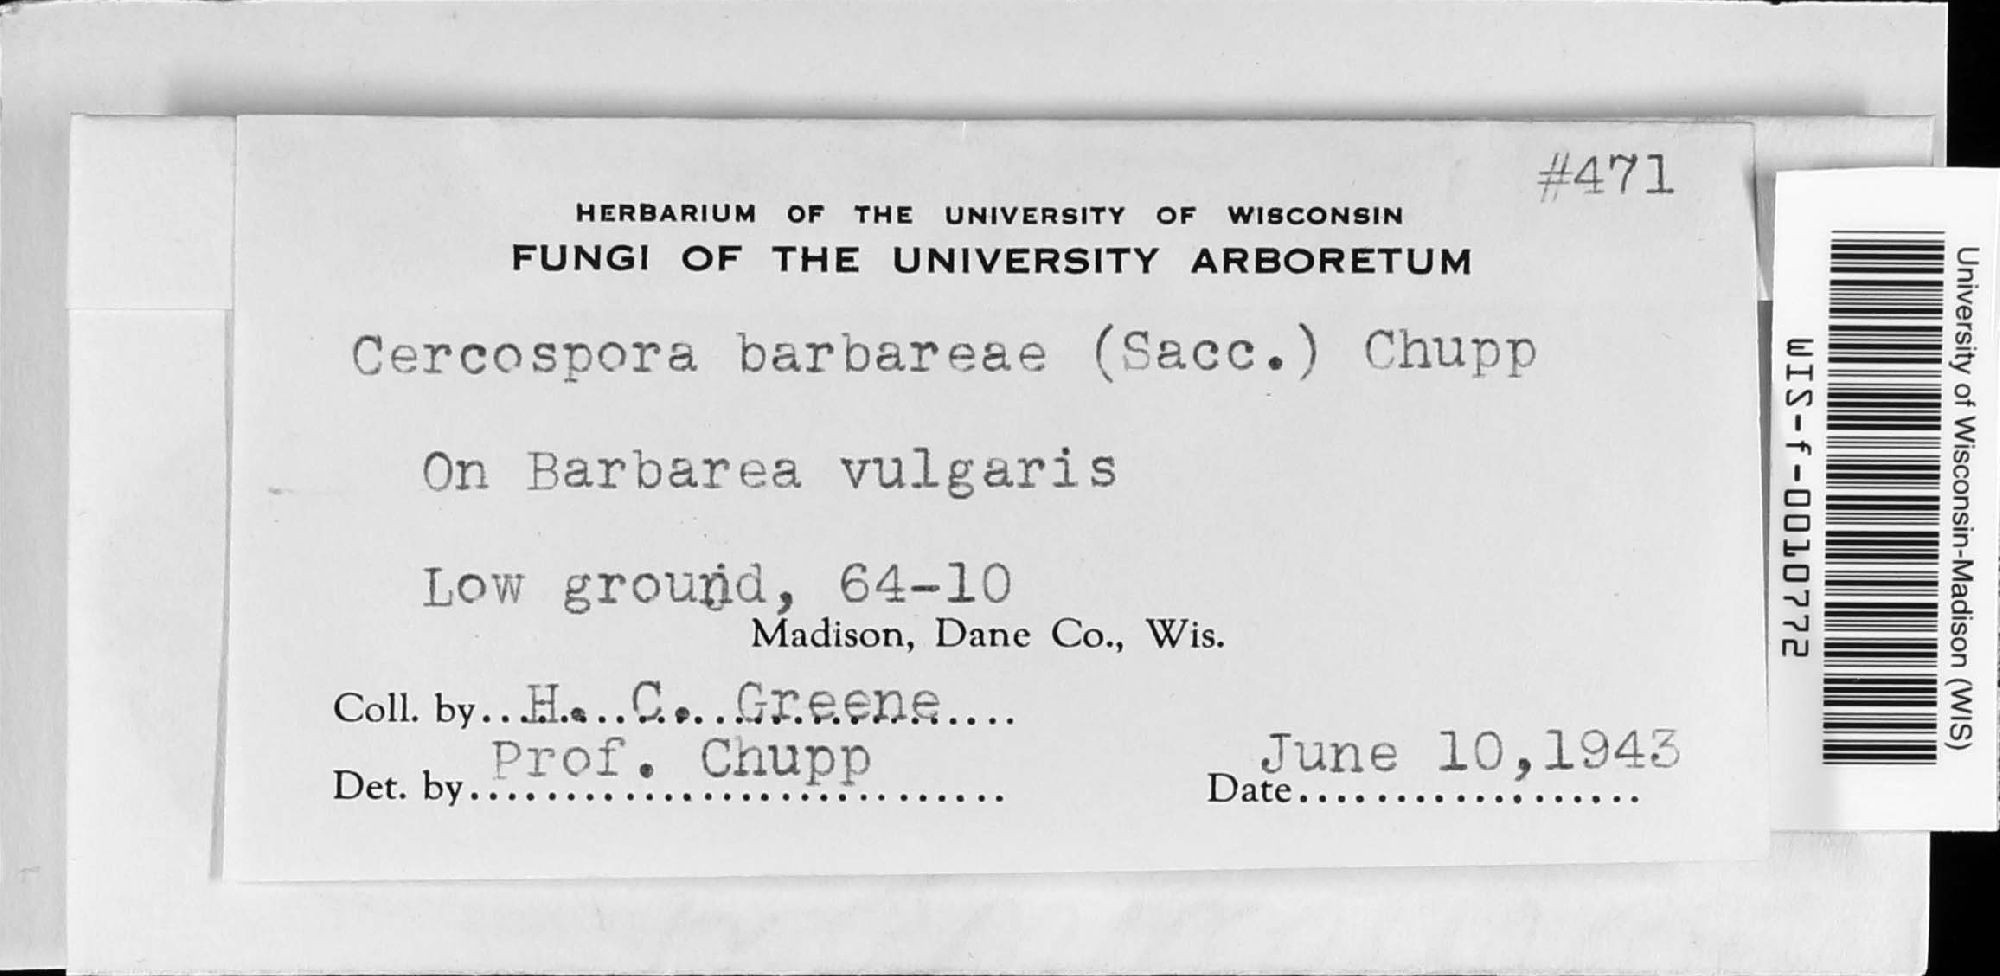 #471
HERBARIUM OF THE UNIVERSITY OF WISCONSIN
FUNGI OF THE UNIVERSITY ARBORETUM
Cercospora barbareae (Sacc.) Chupp
On Barbarea vulgaris
Low ground, 64-10
Madison, Dane Co., Wis.
Coll. by...H....C....Greene....
Det. by Prof. Chupp
Date June 10,1943
University of Wisconsin-Madison (WIS)
WIS-f-0010772